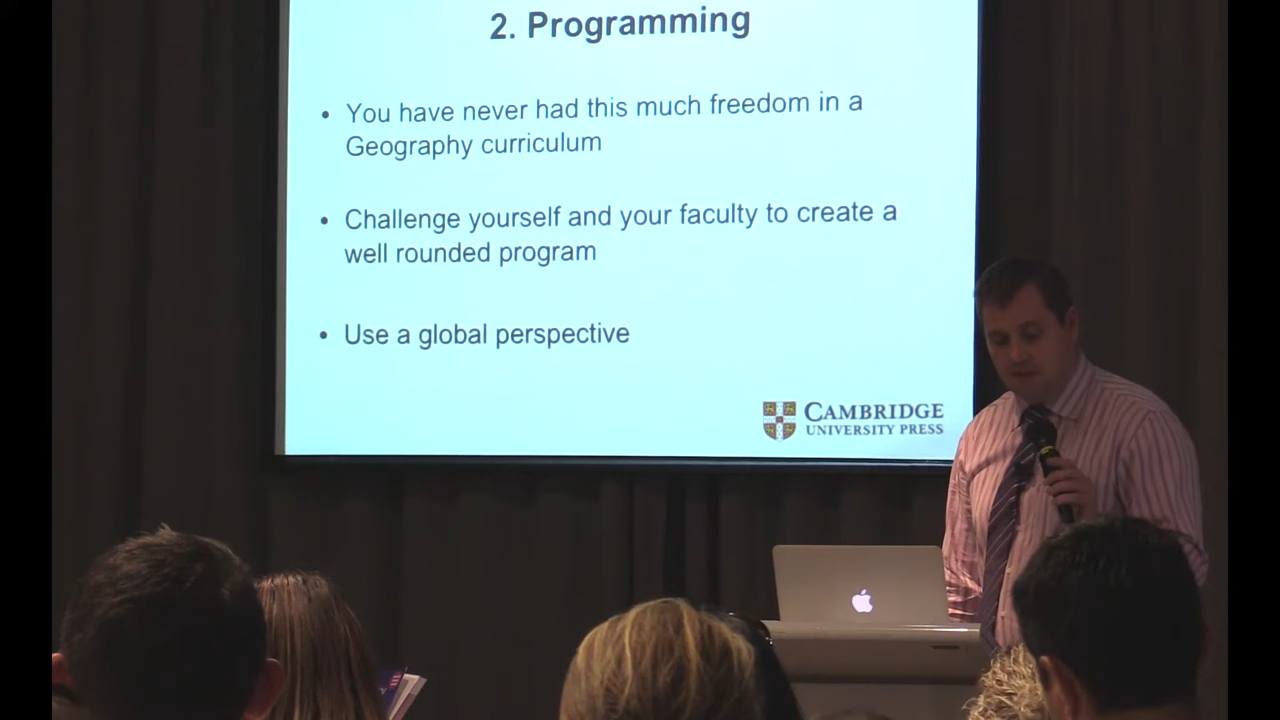 2. Programming
• You have never had this much freedom in a
Geography curriculum
• Challenge yourself and your faculty to create a
well rounded program
• Use a global perspective
CAMBRIDGE
UNIVERSITY PRESS